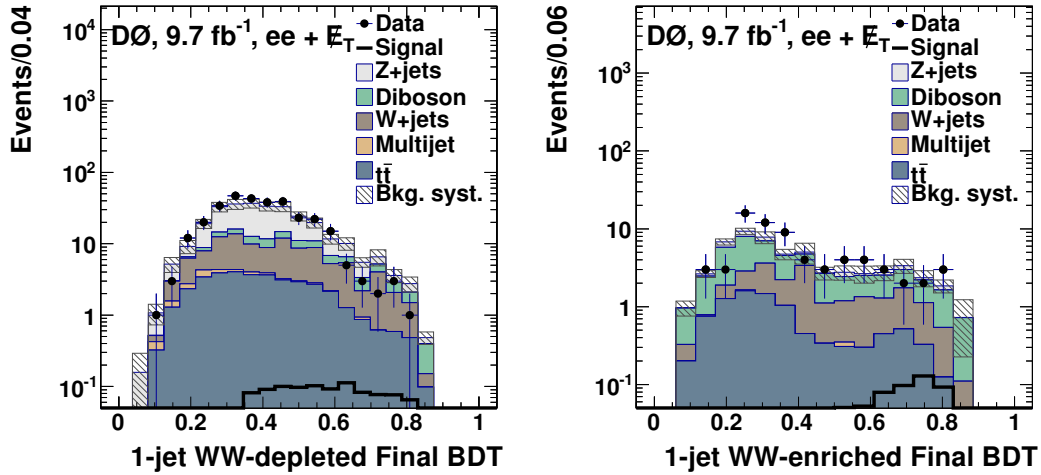 Events/0.04
10⁴
10³
10²
10
1
10⁻¹
DØ, 9.7 fb⁻¹, ee + E̸_T
Data
Signal
Z+jets
Diboson
W+jets
Multijet
tt̄
Bkg. syst.
0 0.2 0.4 0.6 0.8 1
1-jet WW-depleted Final BDT
Events/0.06
10³
10²
10
1
10⁻¹
DØ, 9.7 fb⁻¹, ee + E̸_T
Data
Signal
Z+jets
Diboson
W+jets
Multijet
tt̄
Bkg. syst.
0 0.2 0.4 0.6 0.8 1
1-jet WW-enriched Final BDT